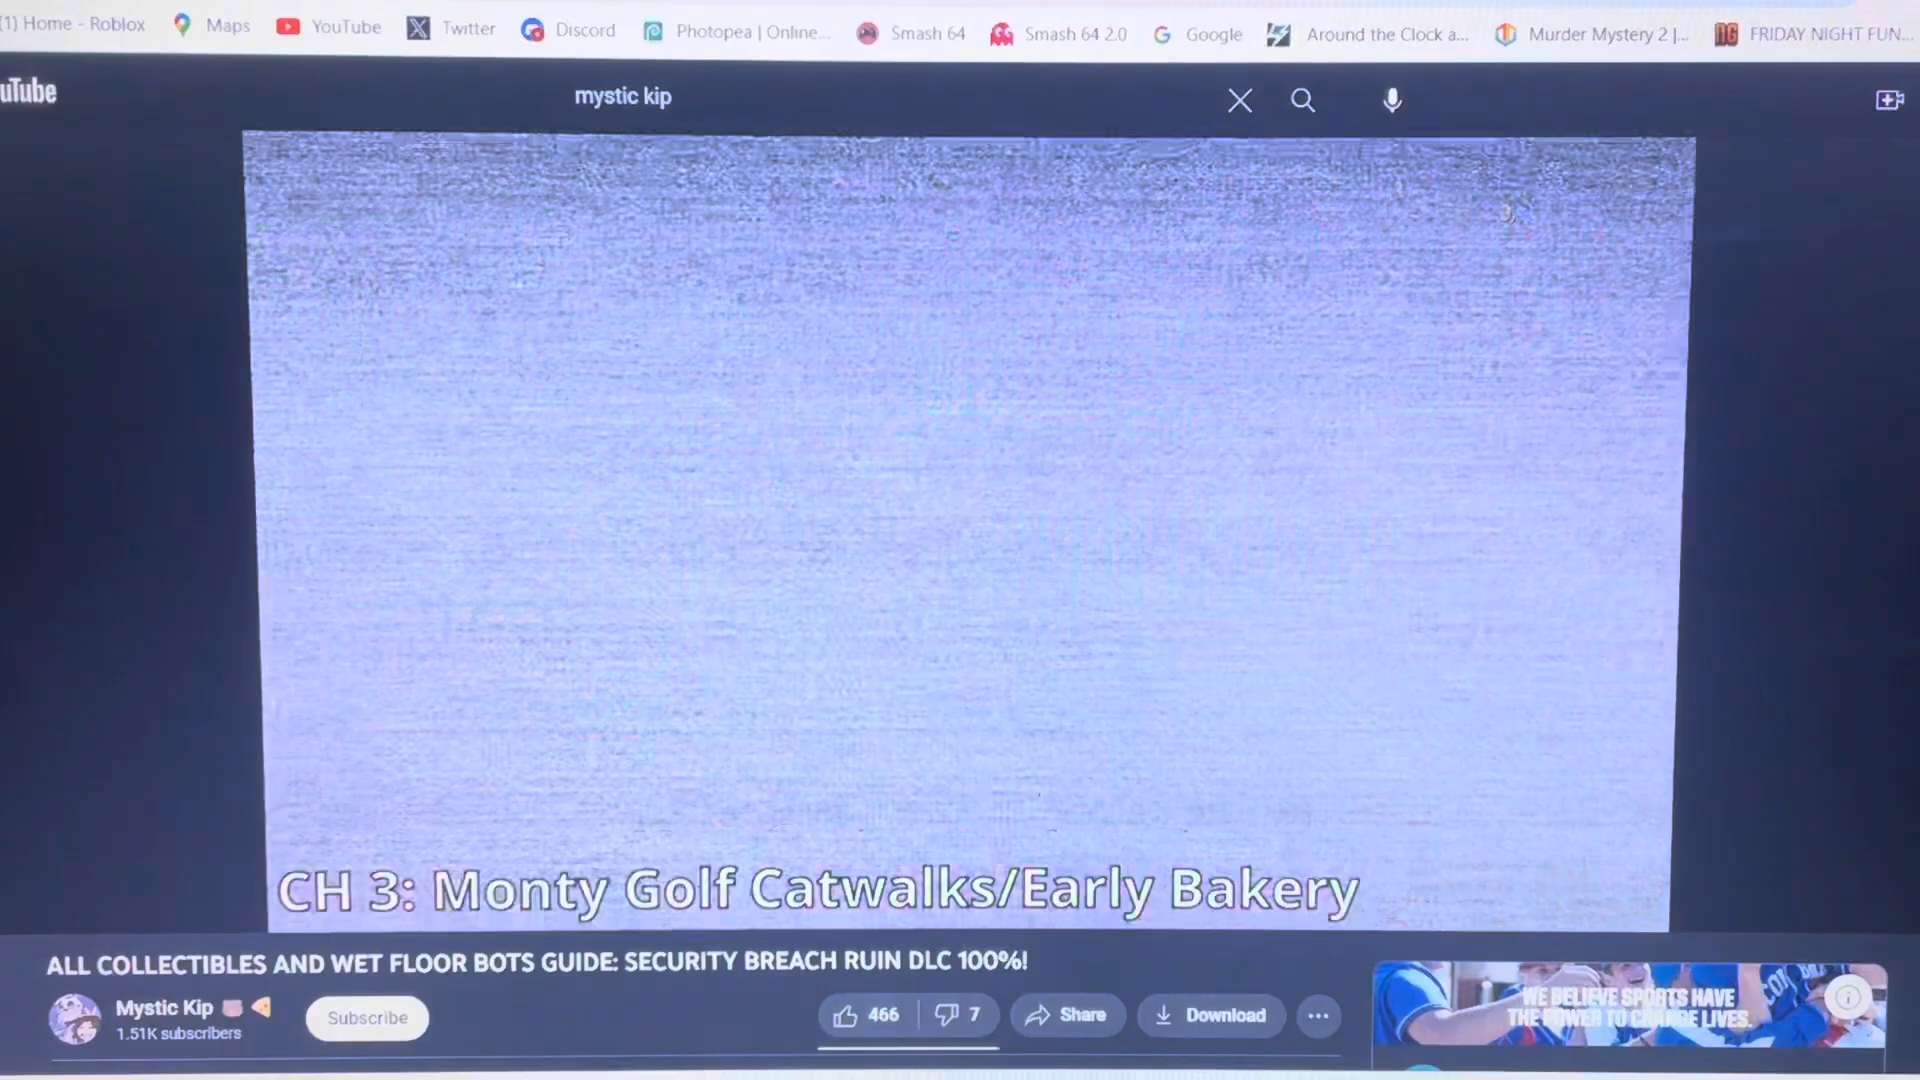 (1) Home - Roblox
Maps
YouTube
Twitter
Discord
Photopea | Online...
Smash 64
Smash 64 2.0
Google
Around the Clock a...
Murder Mystery 2 |...
FRIDAY NIGHT FUN...
uTube
mystic kip
CH 3: Monty Golf Catwalks/Early Bakery
ALL COLLECTIBLES AND WET FLOOR BOTS GUIDE: SECURITY BREACH RUIN DLC 100%!
Mystic Kip
1.51K subscribers
Subscribe
466
7
Share
Download
WE BELIEVE SPORTS HAVE
THE POWER TO CHANGE LIVES.